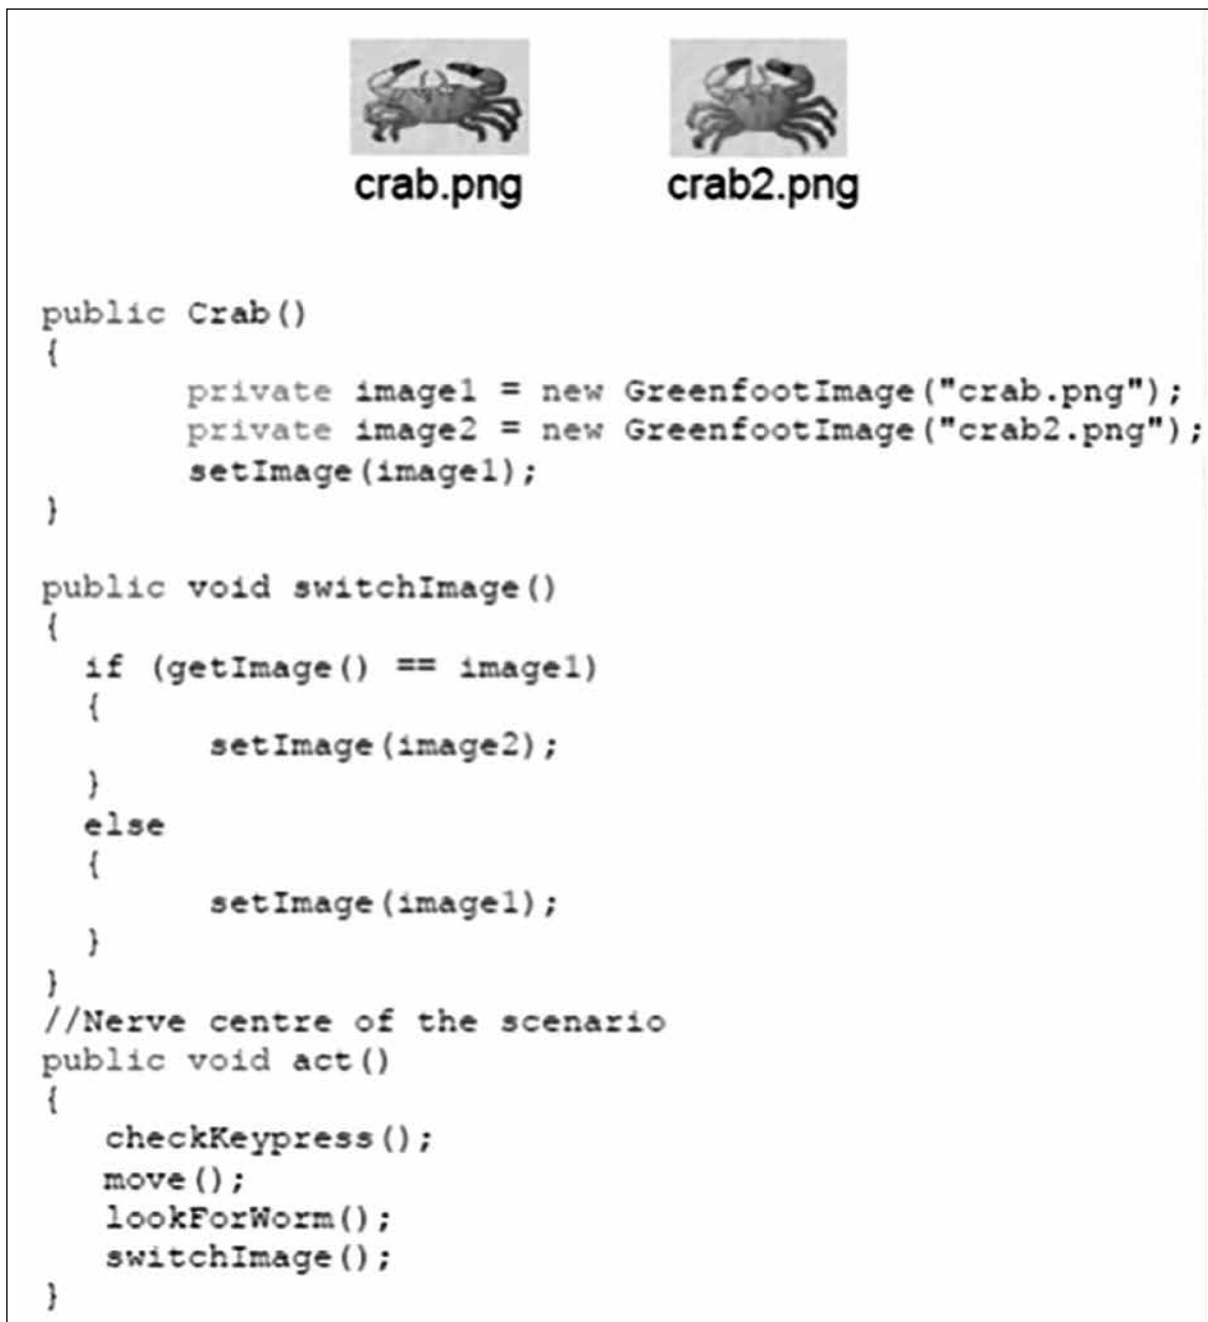 crab.png crab2.png
public Crab()
{
private image1 = new GreenfootImage("crab.png");
private image2 = new GreenfootImage("crab2.png");
setImage(image1);
}
public void switchImage()
{
if (getImage() == image1)
{
setImage(image2);
}
else
{
setImage(image1);
}
}
//Nerve centre of the scenario
public void act()
{
checkKeypress();
move();
lookForWorm();
switchImage();
}